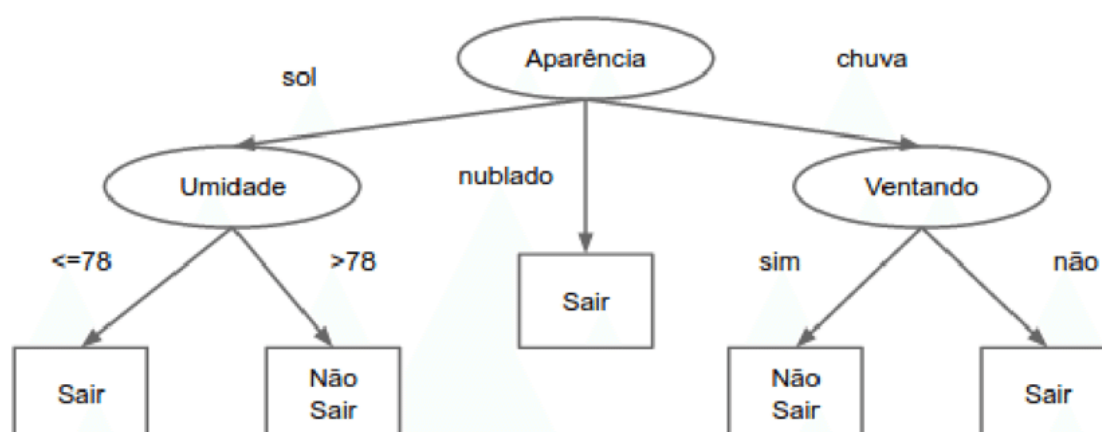 Aparência
sol
chuva
Umidade
nublado
Ventando
<=78
>78
sim
não
Sair
Sair
Não
Sair
Não
Sair
Sair